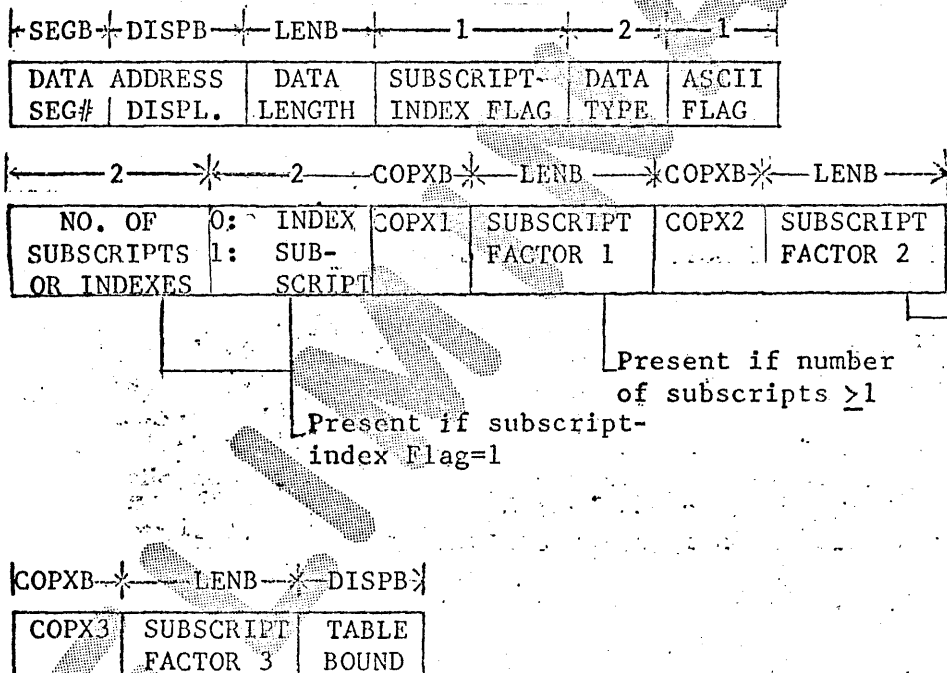 SEGB DISPB LENB 1 2 1
DATA ADDRESS DATA SUBSCRIPT- DATA ASCII
SEG# DISPL. LENGTH INDEX FLAG TYPE FLAG
2 2 COPXB LENB COPXB LENB
NO. OF 0: INDEX COPX1 SUBSCRIPT COPX2 SUBSCRIPT
SUBSCRIPTS 1: SUB- FACTOR 1 FACTOR 2
OR INDEXES SCRIPT
Present if number
of subscripts >1
Present if subscript-
index Flag=1
COPXB LENB DISPB
COPX3 SUBSCRIPT TABLE
FACTOR 3 BOUND